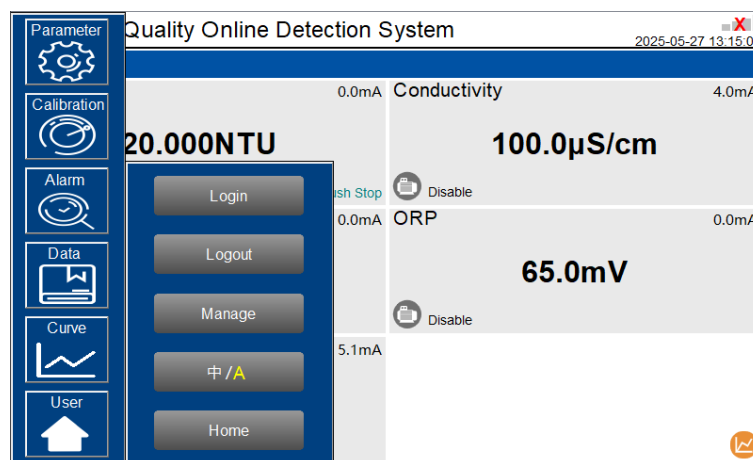 Parameter
Quality Online Detection System
2025-05-27 13:15:0
Calibration
0.0mA
Conductivity
4.0mA
20.000NTU
100.0µS/cm
Alarm
Login
ush Stop
Disable
0.0mA
ORP
0.0mA
Data
Logout
65.0mV
Manage
Disable
Curve
5.1mA
中/A
User
Home